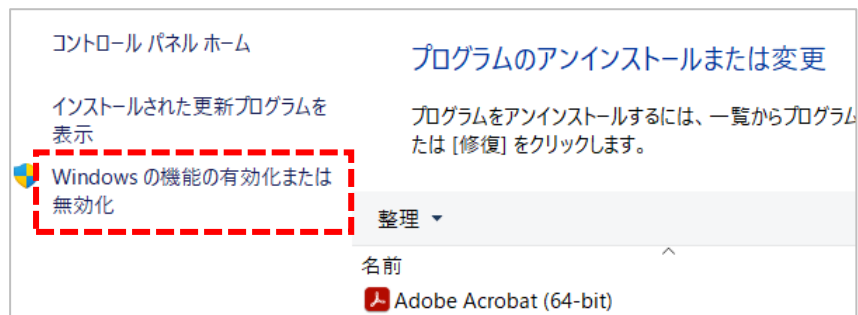 コントロール パネル ホーム
インストールされた更新プログラムを
表示
Windows の機能の有効化または
無効化
プログラムのアンインストールまたは変更
プログラムをアンインストールするには、一覧からプログラム
たは [修復] をクリックします。
整理
名前
Adobe Acrobat (64-bit)